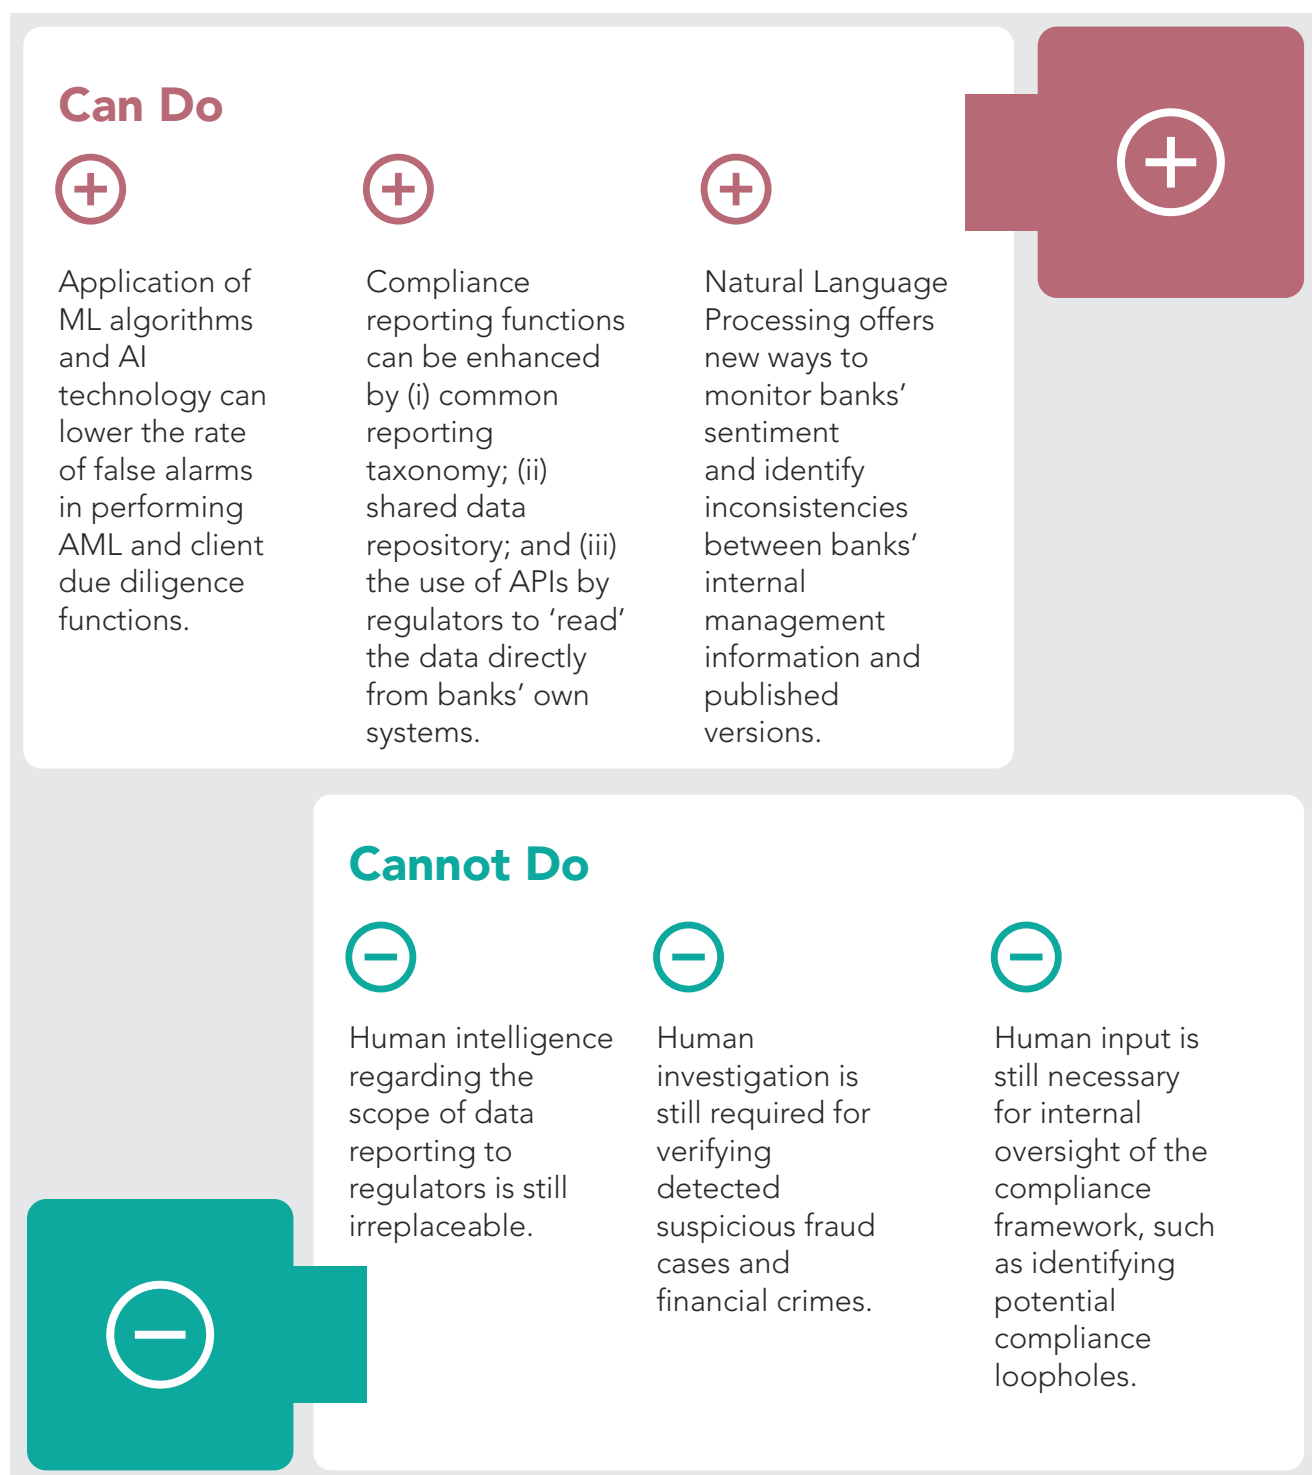 Can Do
Application of
ML algorithms
and AI
technology can
lower the rate
of false alarms
in performing
AML and client
due diligence
functions.
Compliance
reporting functions
can be enhanced
by (i) common
reporting
taxonomy; (ii)
shared data
repository; and (iii)
the use of APIs by
regulators to ‘read’
the data directly
from banks’ own
systems.
Natural Language
Processing offers
new ways to
monitor banks’
sentiment
and identify
inconsistencies
between banks’
internal
management
information and
published
versions.
Cannot Do
Human intelligence
regarding the
scope of data
reporting to
regulators is still
irreplaceable.
Human
investigation is
still required for
verifying
detected
suspicious fraud
cases and
financial crimes.
Human input is
still necessary
for internal
oversight of the
compliance
framework, such
as identifying
potential
compliance
loopholes.